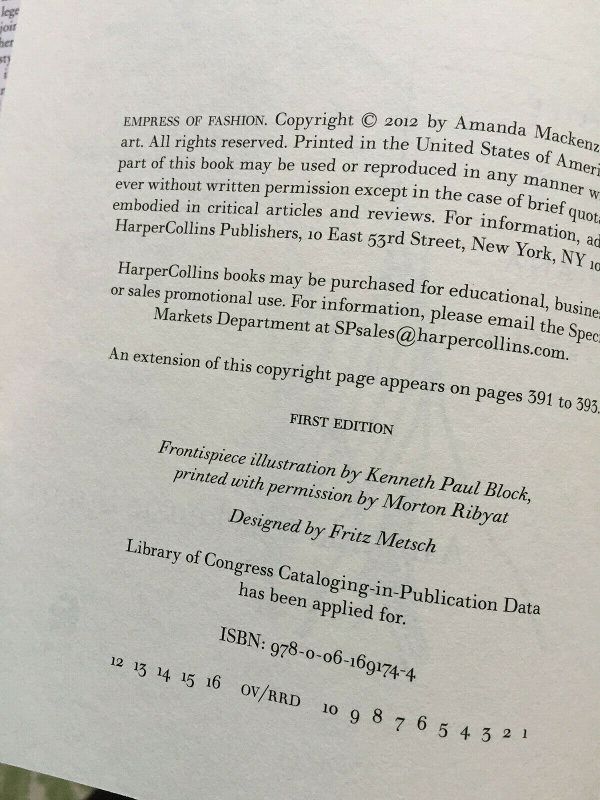 lege
join
her
EMPRESS OF FASHION. Copyright © 2012 by Amanda Mackenz
art. All rights reserved. Printed in the United States of Ameri
part of this book may be used or reproduced in any manner w
ever without written permission except in the case of brief quot
embodied in critical articles and reviews. For information, ad
HarperCollins Publishers, 10 East 53rd Street, New York, NY 10
HarperCollins books may be purchased for educational, busine
or sales promotional use. For information, please email the Spec
Markets Department at SPsales@harpercollins.com.
An extension of this copyright page appears on pages 391 to 393.
FIRST EDITION
Frontispiece illustration by Kenneth Paul Block,
printed with permission by Morton Ribyat
Designed by Fritz Metsch
Library of Congress Cataloging-in-Publication Data
has been applied for.
ISBN: 978-0-06-169174-4
12 13 14 15 16 OV/RRD 10 9 8 7 6 5 4 3 2 1